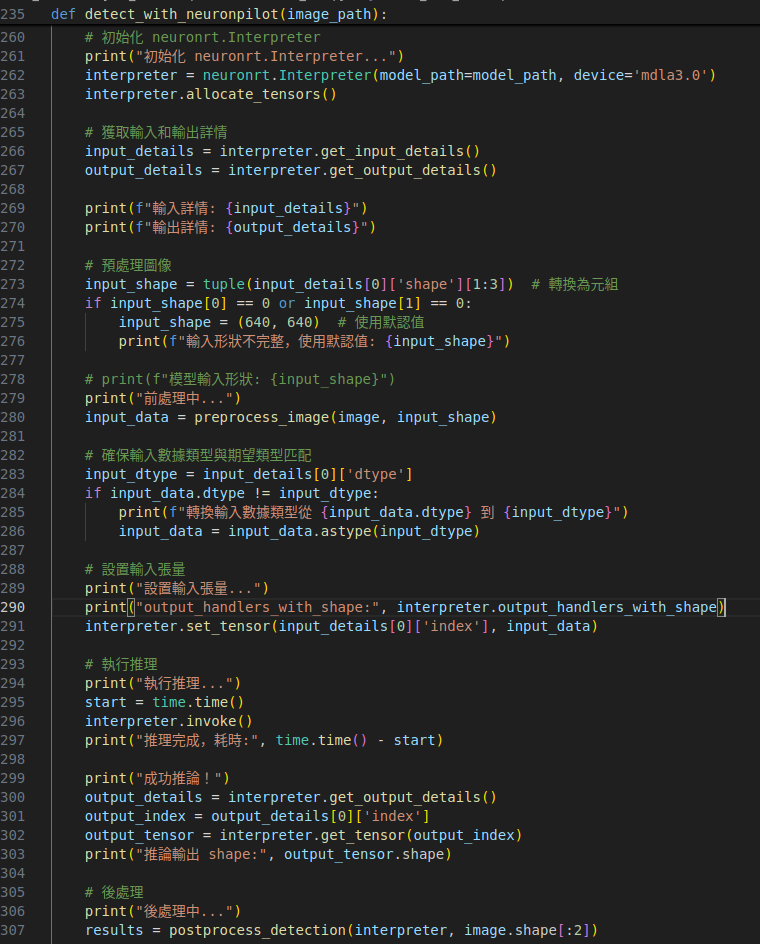 235 def detect_with_neuronpilot(image_path):
260 # 初始化 neuronrt.Interpreter
261 print("初始化 neuronrt.Interpreter...")
262 interpreter = neuronrt.Interpreter(model_path=model_path, device='mdla3.0')
263 interpreter.allocate_tensors()
264
265 # 獲取輸入和輸出詳情
266 input_details = interpreter.get_input_details()
267 output_details = interpreter.get_output_details()
268
269 print(f"輸入詳情: {input_details}")
270 print(f"輸出詳情: {output_details}")
271
272 # 預處理圖像
273 input_shape = tuple(input_details[0]['shape'][1:3])  # 轉換為元組
274 if input_shape[0] == 0 or input_shape[1] == 0:
275 input_shape = (640, 640)  # 使用默認值
276 print(f"輸入形狀不完整，使用默認值: {input_shape}")
277
278 # print(f"模型輸入形狀: {input_shape}")
279 print("前處理中...")
280 input_data = preprocess_image(image, input_shape)
281
282 # 確保輸入數據類型與期望類型匹配
283 input_dtype = input_details[0]['dtype']
284 if input_data.dtype != input_dtype:
285 print(f"轉換輸入數據類型從 {input_data.dtype} 到 {input_dtype}")
286 input_data = input_data.astype(input_dtype)
287
288 # 設置輸入張量
289 print("設置輸入張量...")
290 print("output_handlers_with_shape:", interpreter.output_handlers_with_shape)
291 interpreter.set_tensor(input_details[0]['index'], input_data)
292
293 # 執行推理
294 print("執行推理...")
295 start = time.time()
296 interpreter.invoke()
297 print("推理完成，耗時:", time.time() - start)
298
299 print("成功推論！")
300 output_details = interpreter.get_output_details()
301 output_index = output_details[0]['index']
302 output_tensor = interpreter.get_tensor(output_index)
303 print("推論輸出 shape:", output_tensor.shape)
304
305 # 後處理
306 print("後處理中...")
307 results = postprocess_detection(interpreter, image.shape[:2])